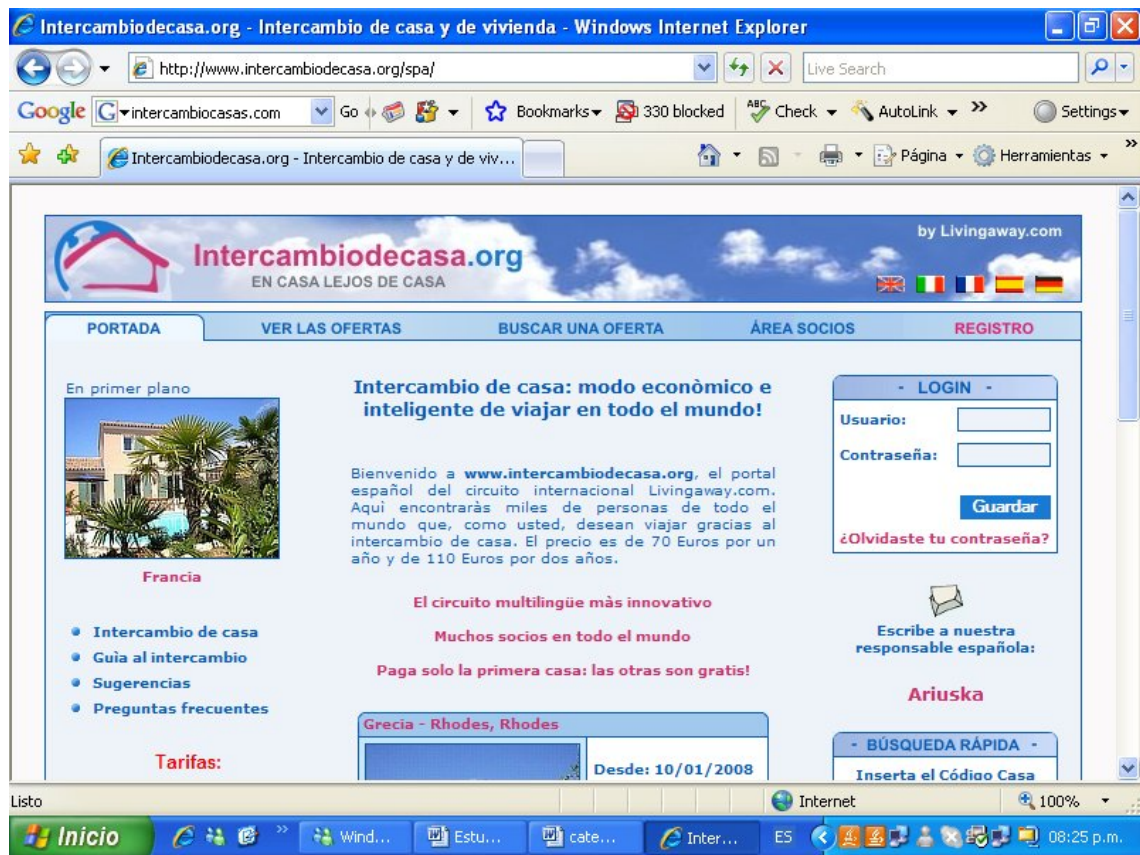 Intercambiodecasa.org - Intercambio de casa y de vivienda - Windows Internet Explorer
http://www.intercambiodecasa.org/spa/
Live Search
Google
intercambiocasas.com
Go
Bookmarks
330 blocked
ABC
Check
AutoLink
»
Settings
Intercambiodecasa.org - Intercambio de casa y de viv...
Página
Herramientas
»
by Livingaway.com
Intercambiodecasa.org
EN CASA LEJOS DE CASA
PORTADA
VER LAS OFERTAS
BUSCAR UNA OFERTA
ÁREA SOCIOS
REGISTRO
En primer plano
Francia
Intercambio de casa
Guìa al intercambio
Sugerencias
Preguntas frecuentes
Tarifas:
Intercambio de casa: modo econòmico e
inteligente de viajar en todo el mundo!
Bienvenido a www.intercambiodecasa.org, el portal
español del circuito internacional Livingaway.com.
Aquì encontraràs miles de personas de todo el
mundo que, como usted, desean viajar gracias al
intercambio de casa. El precio es de 70 Euros por un
año y de 110 Euros por dos años.
El circuito multilingüe màs innovativo
Muchos socios en todo el mundo
Paga solo la primera casa: las otras son gratis!
Grecia - Rhodes, Rhodes
Desde: 10/01/2008
- LOGIN -
Usuario:
Contraseña:
Guardar
¿Olvidaste tu contraseña?
Escribe a nuestra
responsable española:
Ariuska
- BÚSQUEDA RÁPIDA -
Inserta el Código Casa
Listo
Internet
100%
Inicio
»
Wind...
Estu...
cate...
Inter...
ES
08:25 p.m.